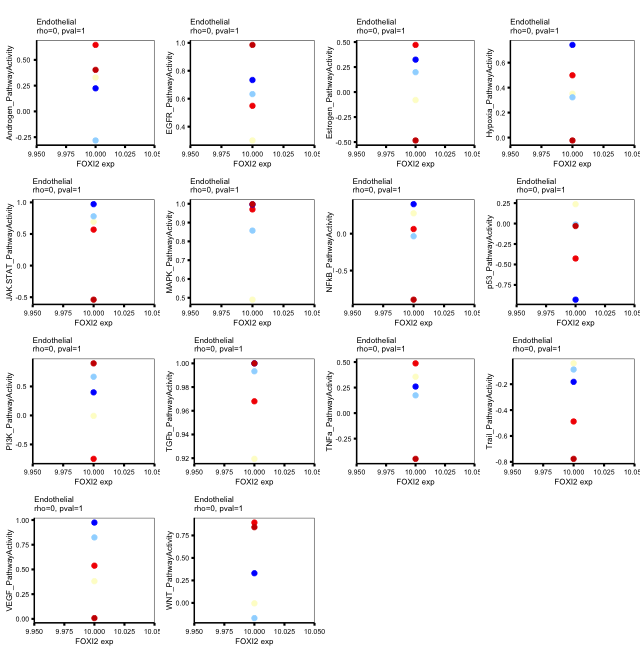 Endothelial
rho=0, pval=1
Androgen_PathwayActivity
0.50
0.25
0.00
-0.25
9.950 9.975 10.000 10.025 10.05
FOXI2 exp
Endothelial
rho=0, pval=1
EGFR_PathwayActivity
1.0
0.8
0.6
0.4
9.950 9.975 10.000 10.025 10.05
FOXI2 exp
Endothelial
rho=0, pval=1
Estrogen_PathwayActivity
0.50
0.25
0.00
-0.25
-0.50
9.950 9.975 10.000 10.025 10.05
FOXI2 exp
Endothelial
rho=0, pval=1
Hypoxia_PathwayActivity
0.6
0.4
0.2
0.0
9.950 9.975 10.000 10.025 10.05
FOXI2 exp
Endothelial
rho=0, pval=1
JAK.STAT_PathwayActivity
1.0
0.5
0.0
-0.5
9.950 9.975 10.000 10.025 10.05
FOXI2 exp
Endothelial
rho=0, pval=1
MAPK_PathwayActivity
1.0
0.9
0.8
0.7
0.6
0.5
9.950 9.975 10.000 10.025 10.05
FOXI2 exp
Endothelial
rho=0, pval=1
NFkB_PathwayActivity
0.0
-0.5
9.950 9.975 10.000 10.025 10.05
FOXI2 exp
Endothelial
rho=0, pval=1
p53_PathwayActivity
0.25
0.00
-0.25
-0.50
-0.75
9.950 9.975 10.000 10.025 10.05
FOXI2 exp
Endothelial
rho=0, pval=1
PI3K_PathwayActivity
0.5
0.0
-0.5
9.950 9.975 10.000 10.025 10.05
FOXI2 exp
Endothelial
rho=0, pval=1
TGFb_PathwayActivity
1.00
0.98
0.96
0.94
0.92
9.950 9.975 10.000 10.025 10.05
FOXI2 exp
Endothelial
rho=0, pval=1
TNFa_PathwayActivity
0.50
0.25
0.00
-0.25
9.950 9.975 10.000 10.025 10.05
FOXI2 exp
Endothelial
rho=0, pval=1
Trail_PathwayActivity
-0.2
-0.4
-0.6
-0.8
9.950 9.975 10.000 10.025 10.05
FOXI2 exp
Endothelial
rho=0, pval=1
VEGF_PathwayActivity
1.00
0.75
0.50
0.25
0.00
9.950 9.975 10.000 10.025 10.05
FOXI2 exp
Endothelial
rho=0, pval=1
WNT_PathwayActivity
0.75
0.50
0.25
0.00
9.950 9.975 10.000 10.025 10.050
FOXI2 exp